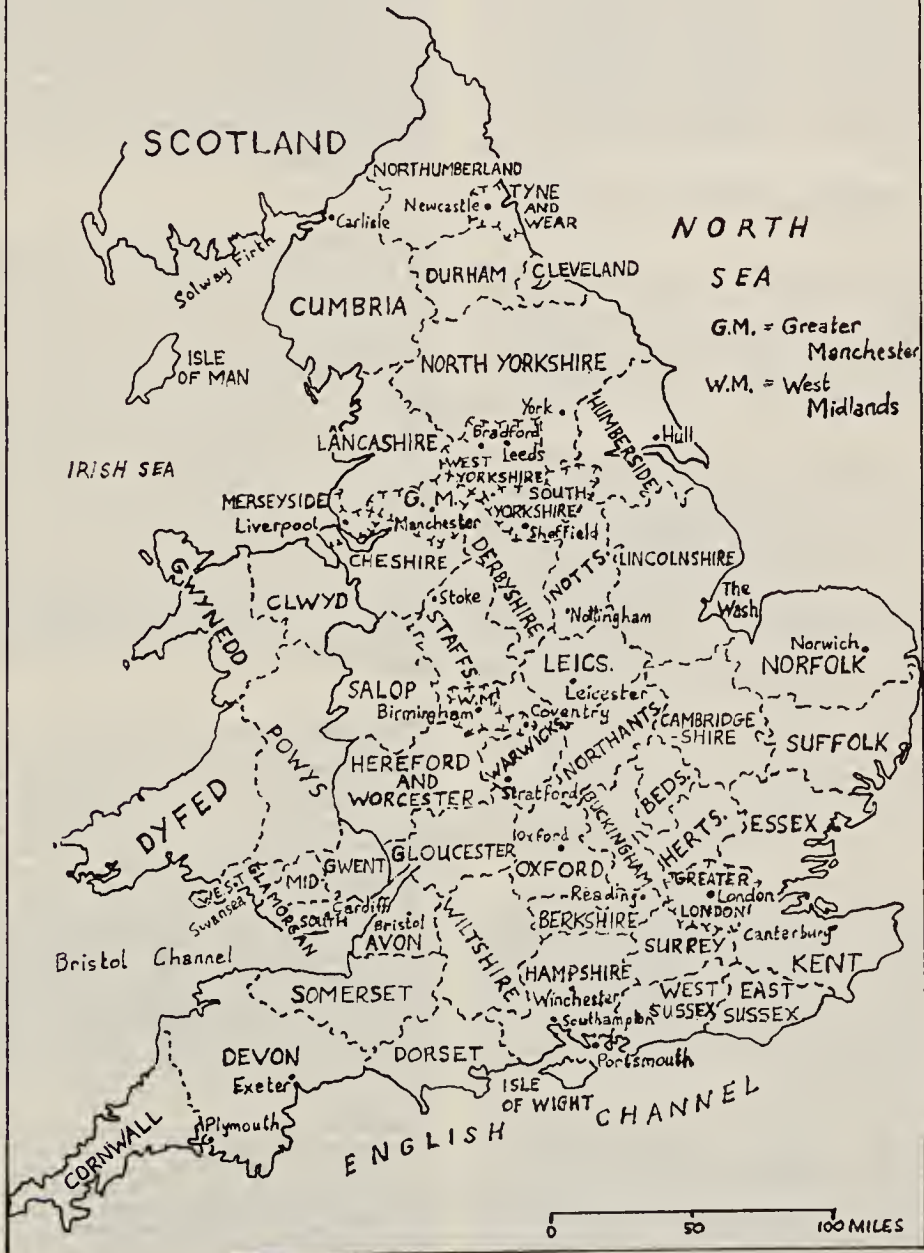 SCOTLAND
NORTHUMBERLAND
Newcastle
TYNE
AND
WEAR
Carlisle
Solway Firth
NORTH
SEA
DURHAM
CLEVELAND
CUMBRIA
G.M. = Greater
Manchester
W.M. = West
Midlands
ISLE
OF MAN
NORTH YORKSHIRE
York
HUMBERSIDE
Hull
LANCASHIRE
Bradford
Leeds
WEST
YORKSHIRE
IRISH SEA
MERSEYSIDE
Liverpool
G. M.
Manchester
SOUTH
YORKSHIRE
Sheffield
CHESHIRE
DERBYSHIRE
NOTTS
LINCOLNSHIRE
GWYNEDD
CLWYD
Stoke
STAFFS.
Nottingham
The
Wash
Norwich
NORFOLK
LEICS.
Leicester
SALOP
W.M.
Birmingham
Coventry
CAMBRIDGE
-SHIRE
SUFFOLK
POWYS
HEREFORD
AND
WORCESTER
WARWICKS
NORTHANTS
Stratford
BUCKINGHAM
BEDS.
HERTS.
ESSEX
DYFED
GLOUCESTER
Oxford
OXFORD
GWENT
WEST
MID
SOUTH
GLAMORGAN
Swansea
Cardiff
Bristol
AVON
WILTSHIRE
Reading
BERKSHIRE
GREATER
London
LONDON
Canterbury
SURREY
KENT
Bristol Channel
HAMPSHIRE
Winchester
WEST
SUSSEX
EAST
SUSSEX
SOMERSET
Southampton
Portsmouth
DEVON
Exeter
DORSET
ISLE
OF WIGHT
Plymouth
CORNWALL
ENGLISH CHANNEL
0 50 100 MILES